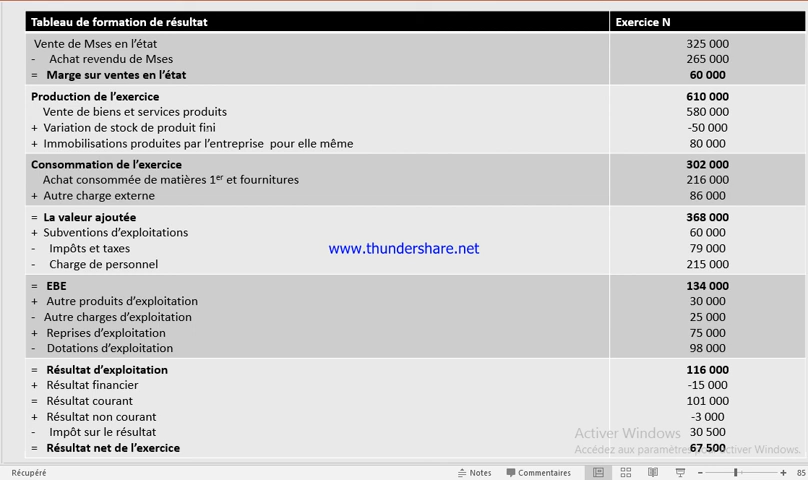 Tableau de formation de résultat Exercice N
Vente de Mses en l’état 325 000
- Achat revendu de Mses 265 000
= Marge sur ventes en l’état 60 000
Production de l’exercice 610 000
Vente de biens et services produits 580 000
+ Variation de stock de produit fini -50 000
+ Immobilisations produites par l’entreprise pour elle même 80 000
Consommation de l’exercice 302 000
Achat consommée de matières 1er et fournitures 216 000
+ Autre charge externe 86 000
= La valeur ajoutée 368 000
+ Subventions d’exploitations 60 000
- Impôts et taxes 79 000
www.thundershare.net
- Charge de personnel 215 000
= EBE 134 000
+ Autre produits d’exploitation 30 000
- Autre charges d’exploitation 25 000
+ Reprises d’exploitation 75 000
- Dotations d’exploitation 98 000
= Résultat d’exploitation 116 000
+ Résultat financier -15 000
= Résultat courant 101 000
+ Résultat non courant -3 000
- Impôt sur le résultat 30 500
= Résultat net de l’exercice 67 500
Activer Windows
Accédez aux paramètres pour activer Windows.
Récupéré Notes Commentaires 85